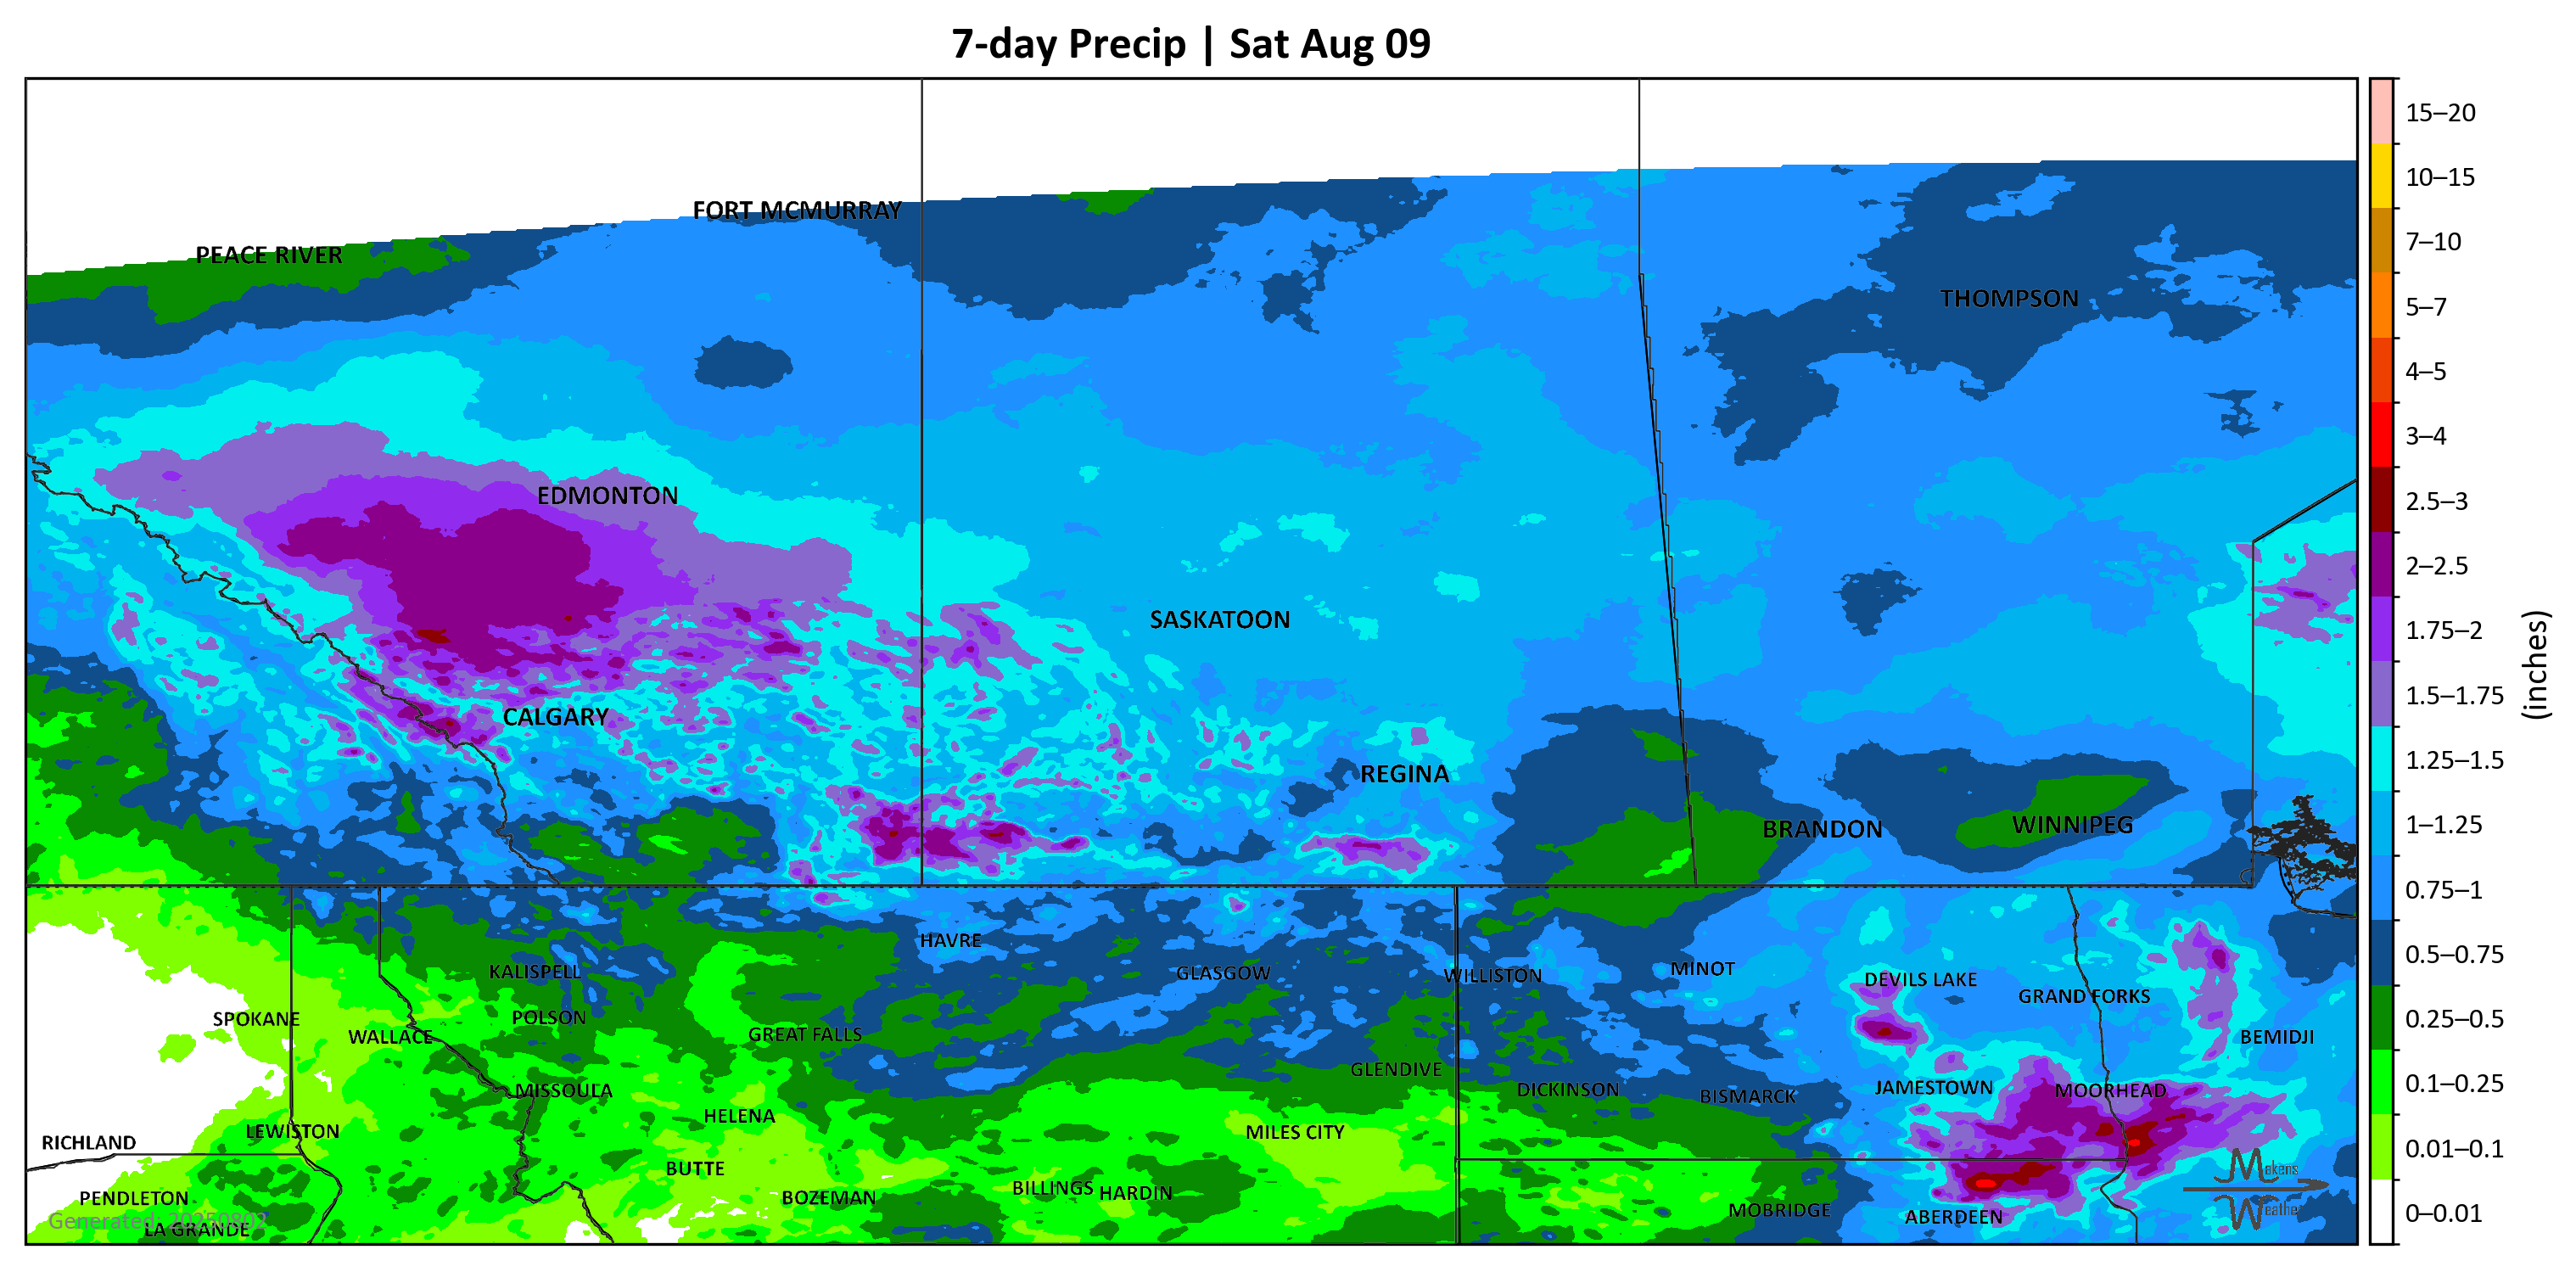 7-day Precip | Sat Aug 09
FORT MCMURRAY
PEACE RIVER
THOMPSON
EDMONTON
SASKATOON
CALGARY
REGINA
BRANDON
WINNIPEG
HAVRE
KALISPELL
GLASGOW
WILLISTON
MINOT
DEVILS LAKE
GRAND FORKS
SPOKANE
POLSON
WALLACE
GREAT FALLS
BEMIDJI
GLENDIVE
MISSOULA
DICKINSON
BISMARCK
JAMESTOWN
MOORHEAD
HELENA
LEWISTON
RICHLAND
MILES CITY
BUTTE
BOZEMAN
BILLINGS
HARDIN
PENDLETON
MOBRIDGE
ABERDEEN
Generated: 20250802
LA GRANDE
Mckens
Weathe
15–20
10–15
7–10
5–7
4–5
3–4
2.5–3
2–2.5
1.75–2
1.5–1.75
1.25–1.5
1–1.25
0.75–1
0.5–0.75
0.25–0.5
0.1–0.25
0.01–0.1
0–0.01
(inches)